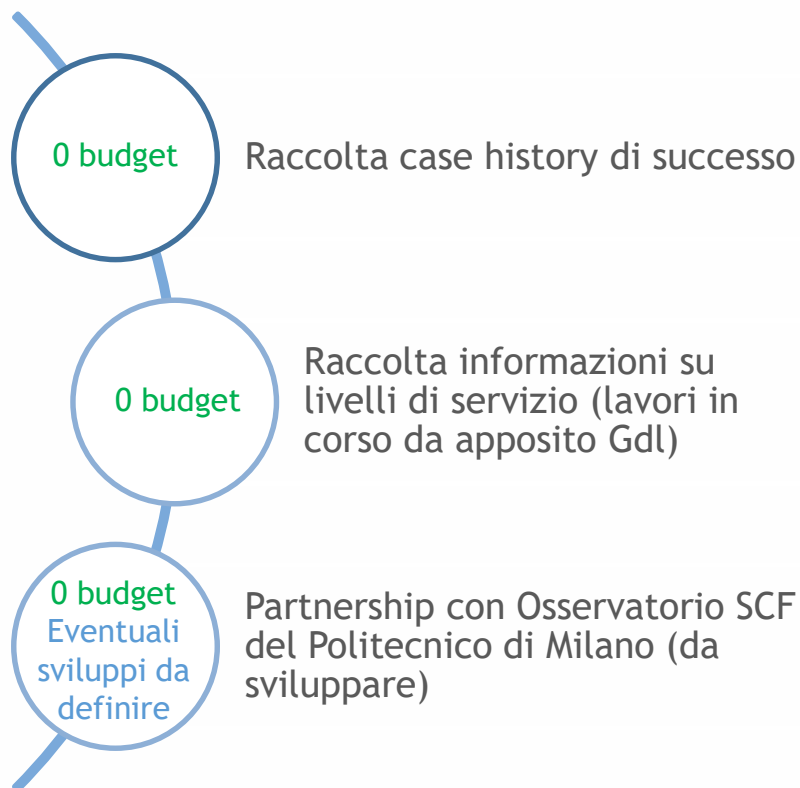 0 budget
Raccolta case history di successo
0 budget
Raccolta informazioni su
livelli di servizio (lavori in
corso da apposito Gdl)
0 budget
Eventuali
sviluppi da
definire
Partnership con Osservatorio SCF
del Politecnico di Milano (da
sviluppare)